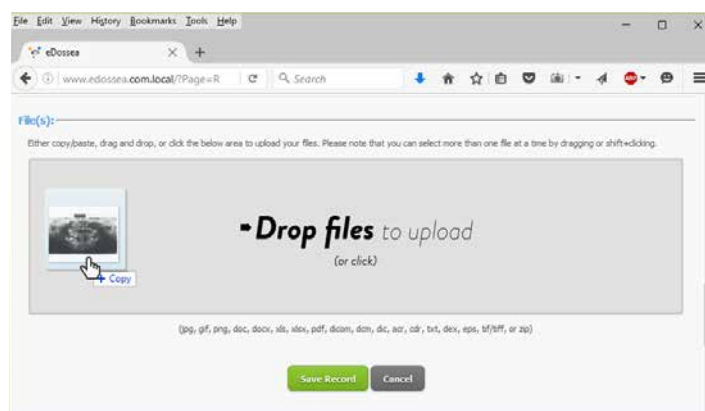 File Edit View History Bookmarks Tools Help
eDossea
www.edossea.com.local/?Page=R
Search
File(s):
Either copy/paste, drag and drop, or click the below area to upload your files. Please note that you can select more than one file at a time by dragging or shift+clicking.
Drop files to upload
(or click)
+ Copy
(jpg, gif, png, doc, docx, xls, xlsx, pdf, dicom, dcm, dic, acr, cdr, txt, dex, eps, tif/tiff, or zip)
Save Record Cancel